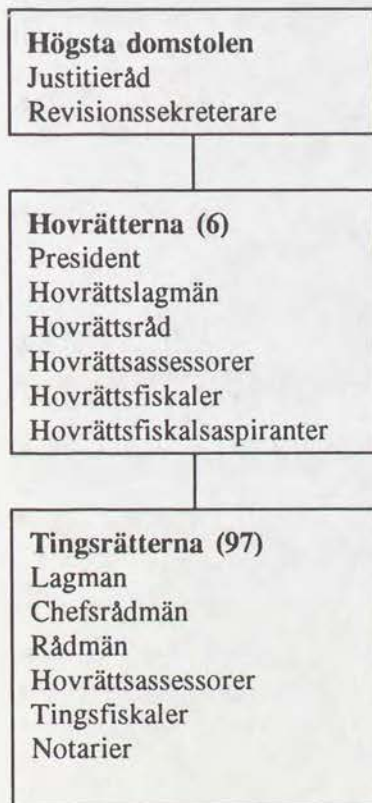 Högsta domstolen
Justitieråd
Revisionssekreterare
Hovrätterna (6)
President
Hovrättslagmän
Hovrättsråd
Hovrättsassessorer
Hovrättsfiskaler
Hovrättsfiskalsaspiranter
Tingsrätterna (97)
Lagman
Chefsrådmän
Rådmän
Hovrättsassessorer
Tingsfiskaler
Notarier